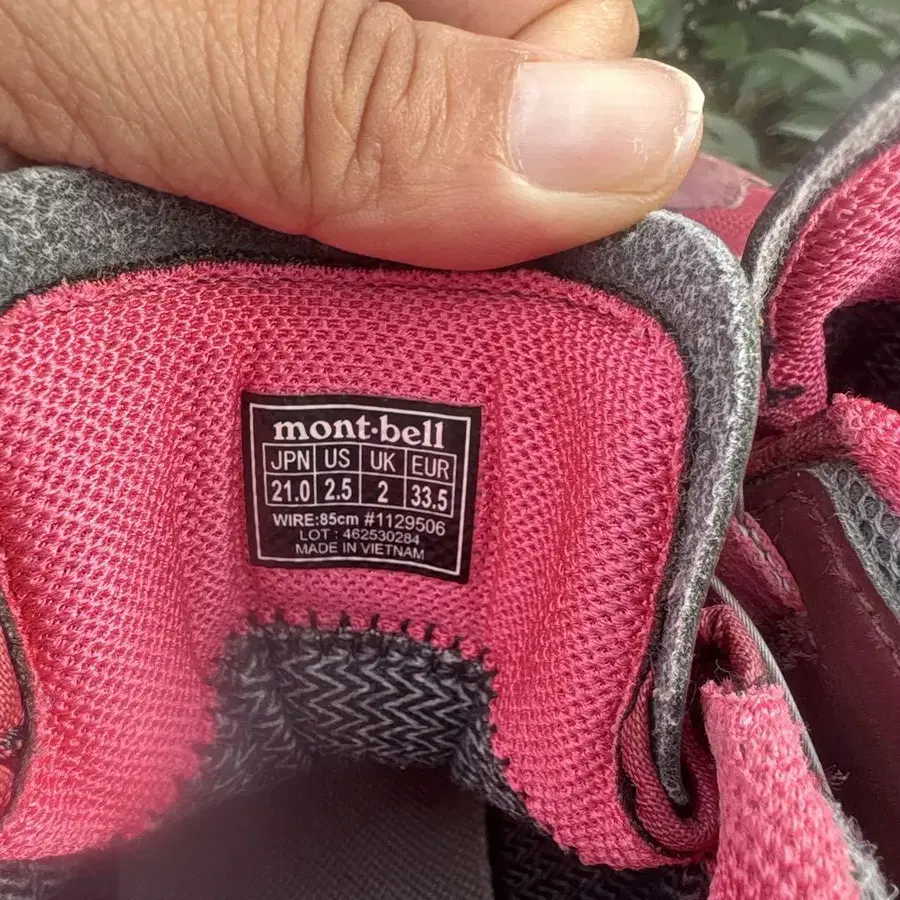 mont·bell
JPN US UK EUR
21.0 2.5 2 33.5
WIRE:85cm #1129506
LOT : 462530284
MADE IN VIETNAM